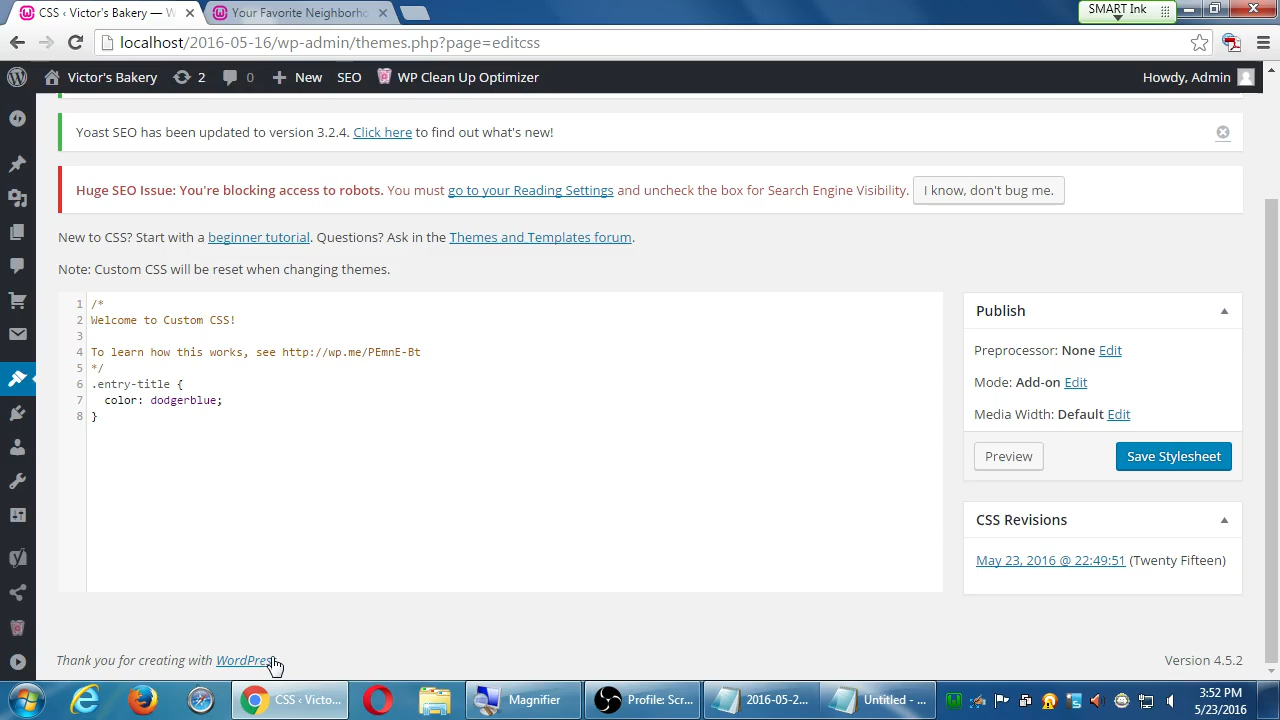 CSS ‹ Victor's Bakery — W
Your Favorite Neighborho
SMART Ink
localhost/2016-05-16/wp-admin/themes.php?page=editcss
Victor's Bakery 2 0 New SEO WP Clean Up Optimizer Howdy, Admin
Yoast SEO has been updated to version 3.2.4. Click here to find out what's new!
Huge SEO Issue: You're blocking access to robots. You must go to your Reading Settings and uncheck the box for Search Engine Visibility. I know, don't bug me.
New to CSS? Start with a beginner tutorial. Questions? Ask in the Themes and Templates forum.
Note: Custom CSS will be reset when changing themes.
1 /*
2 Welcome to Custom CSS!
3
4 To learn how this works, see http://wp.me/PEmnE-Bt
5 */
6 .entry-title {
7 color: dodgerblue;
8 }
Publish
Preprocessor: None Edit
Mode: Add-on Edit
Media Width: Default Edit
Preview Save Stylesheet
CSS Revisions
May 23, 2016 @ 22:49:51 (Twenty Fifteen)
Thank you for creating with WordPres
Version 4.5.2
CSS ‹ Victo...
Magnifier
Profile: Scr...
2016-05-2...
Untitled - ...
3:52 PM
5/23/2016